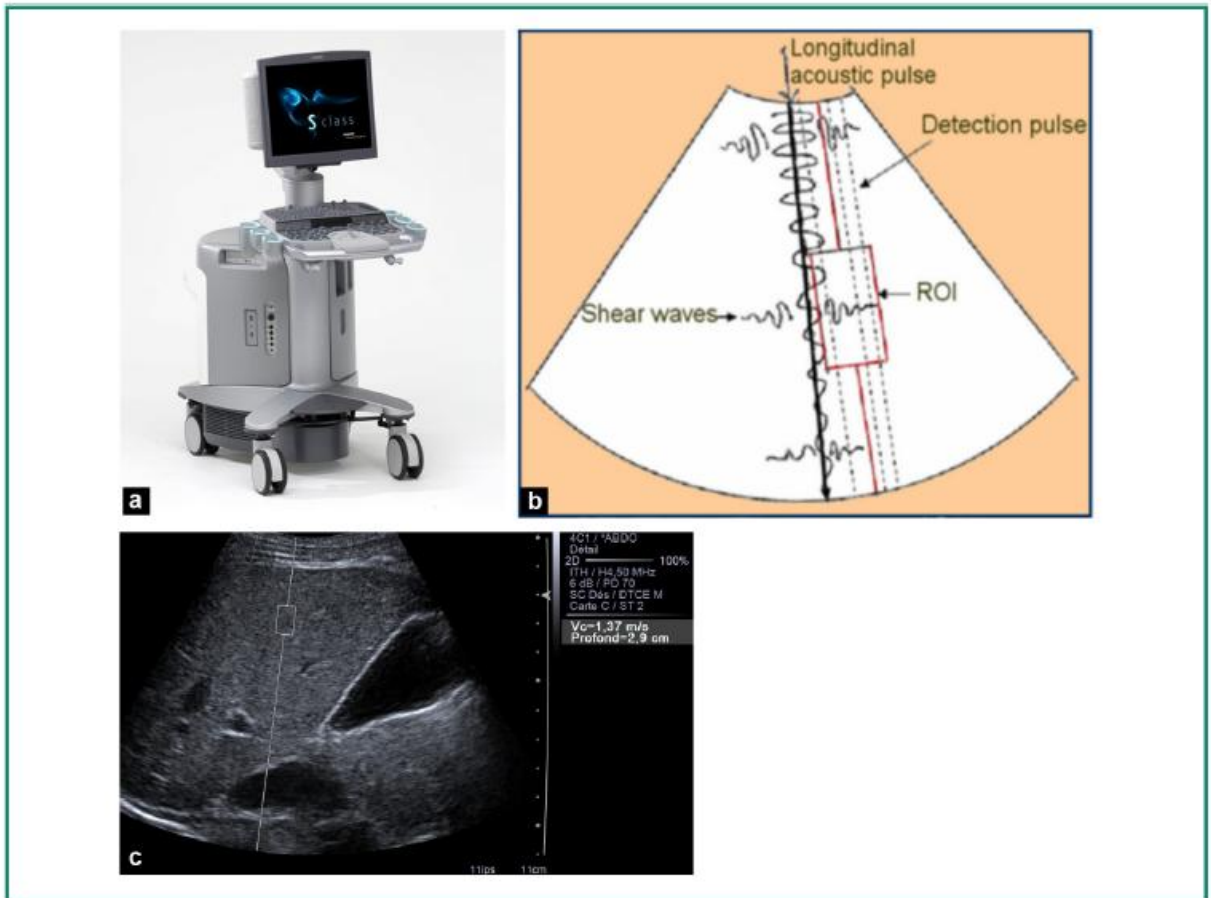 S class
a
Longitudinal
acoustic pulse
Detection pulse
ROI
Shear waves
b
4C1 / *ABDO
Détail
2D 100%
ITH / H4,50 MHz
6 dB / PD 70
SC Dés / DTCE M
Carte C / ST 2
Vc=1,37 m/s
Profond=2,9 cm
c
11ips 11cm